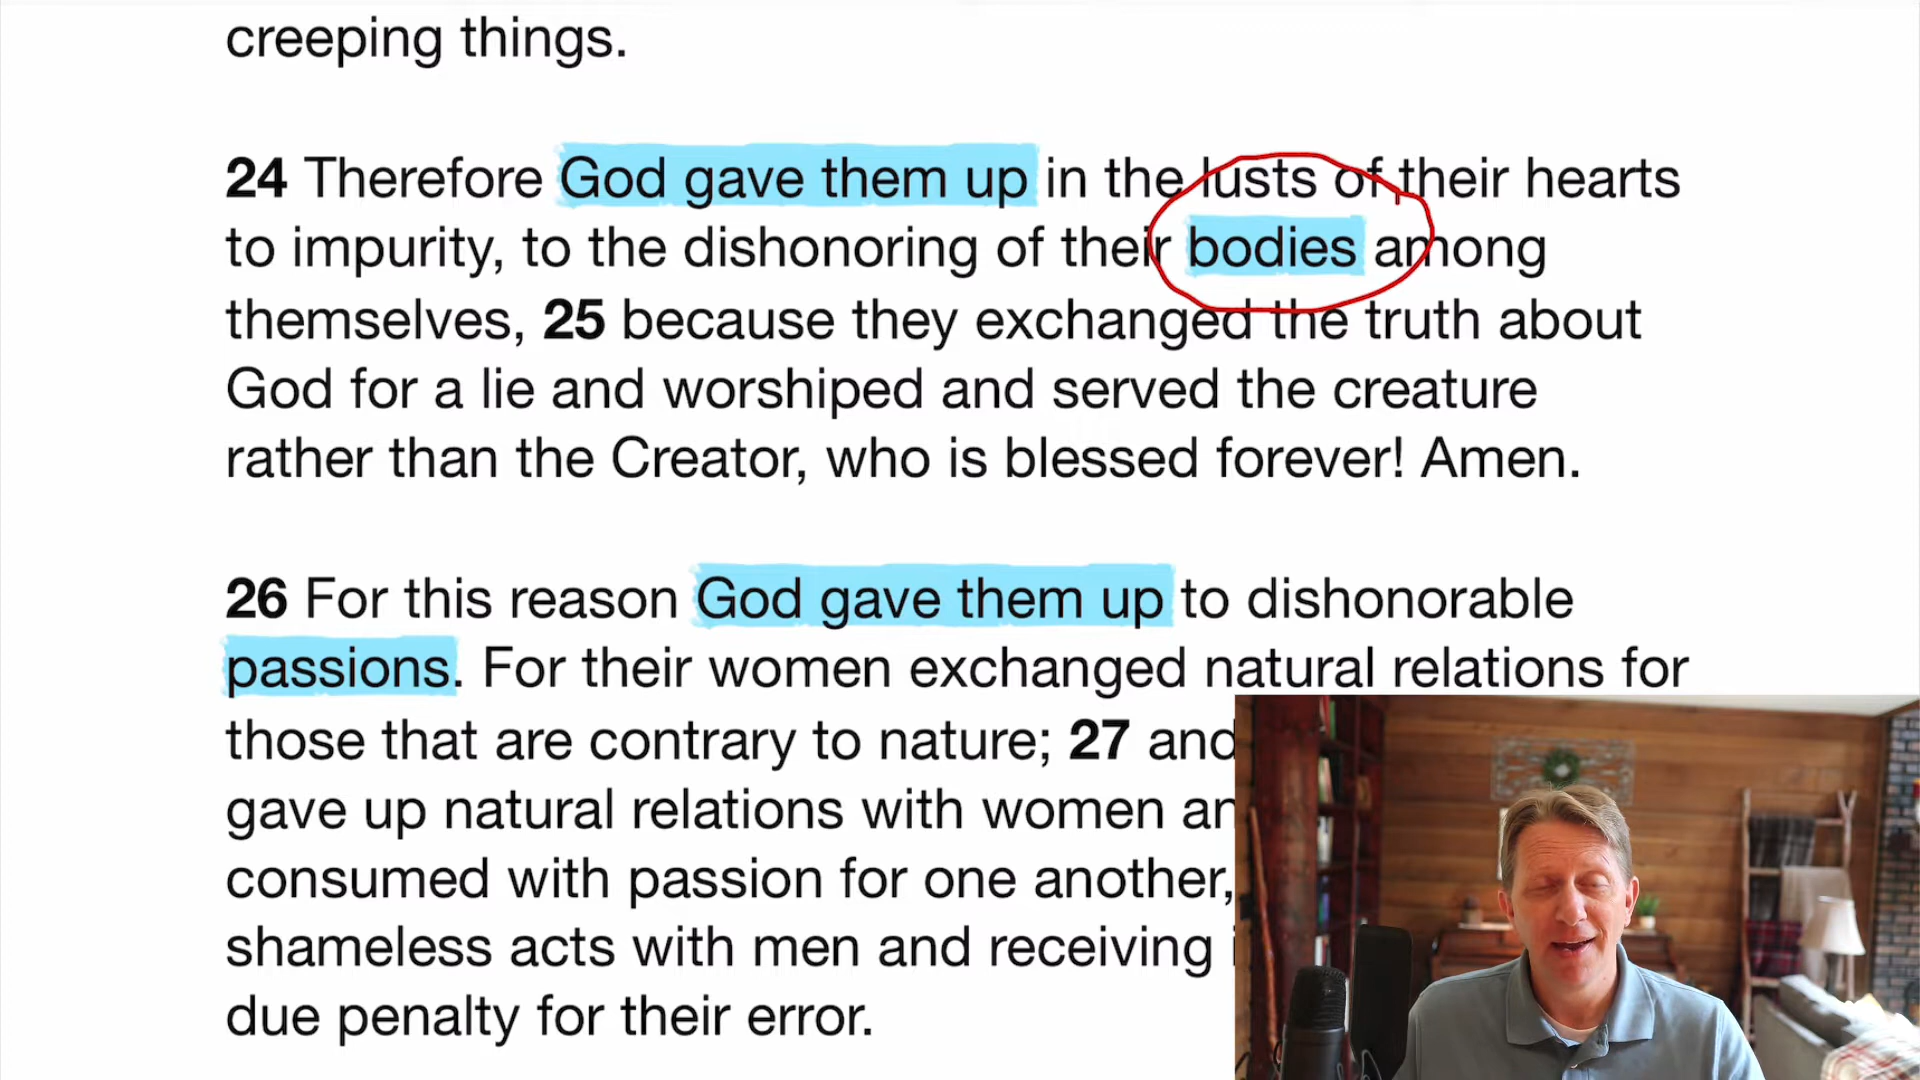 creeping things.
24 Therefore God gave them up in the lusts of their hearts
to impurity, to the dishonoring of their bodies among
themselves, 25 because they exchanged the truth about
God for a lie and worshiped and served the creature
rather than the Creator, who is blessed forever! Amen.
26 For this reason God gave them up to dishonorable
passions. For their women exchanged natural relations for
those that are contrary to nature; 27 and
gave up natural relations with women
consumed with passion for one another,
shameless acts with men and receiving
due penalty for their error.